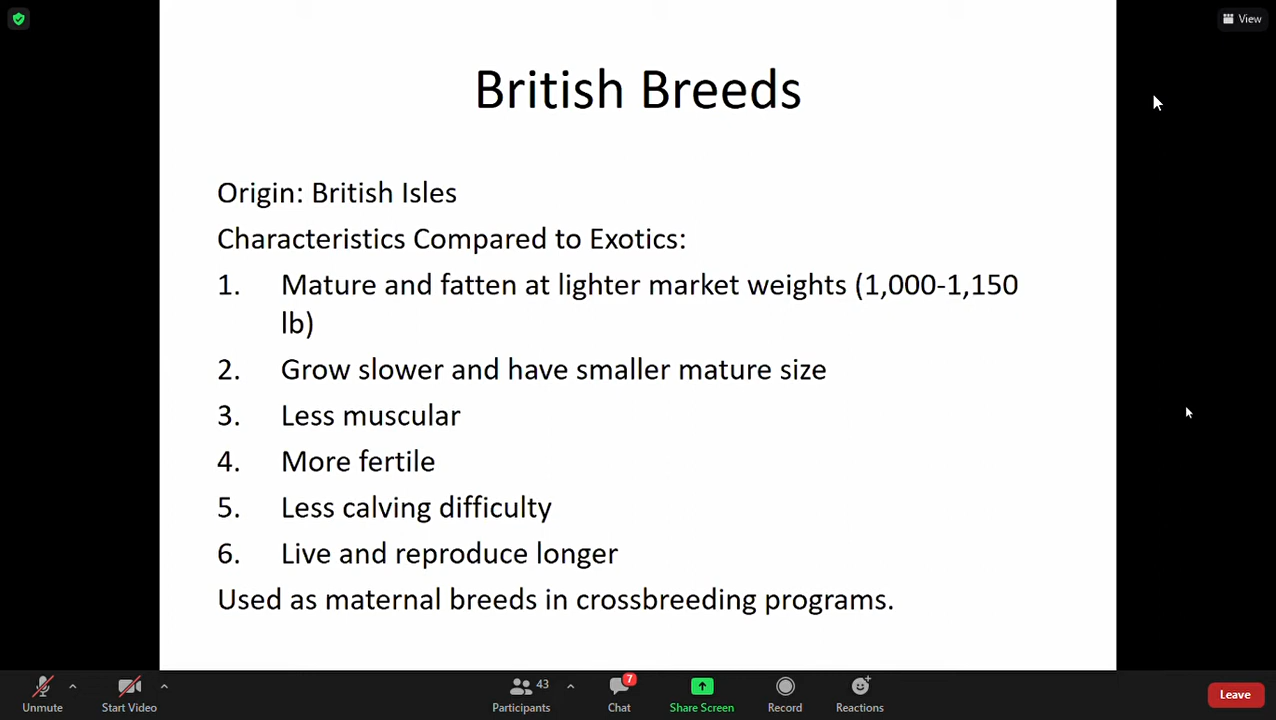 View
British Breeds
Origin: British Isles
Characteristics Compared to Exotics:
1. Mature and fatten at lighter market weights (1,000-1,150
lb)
2. Grow slower and have smaller mature size
3. Less muscular
4. More fertile
5. Less calving difficulty
6. Live and reproduce longer
Used as maternal breeds in crossbreeding programs.
43
7
Unmute
Start Video
Participants
Chat
Share Screen
Record
Reactions
Leave